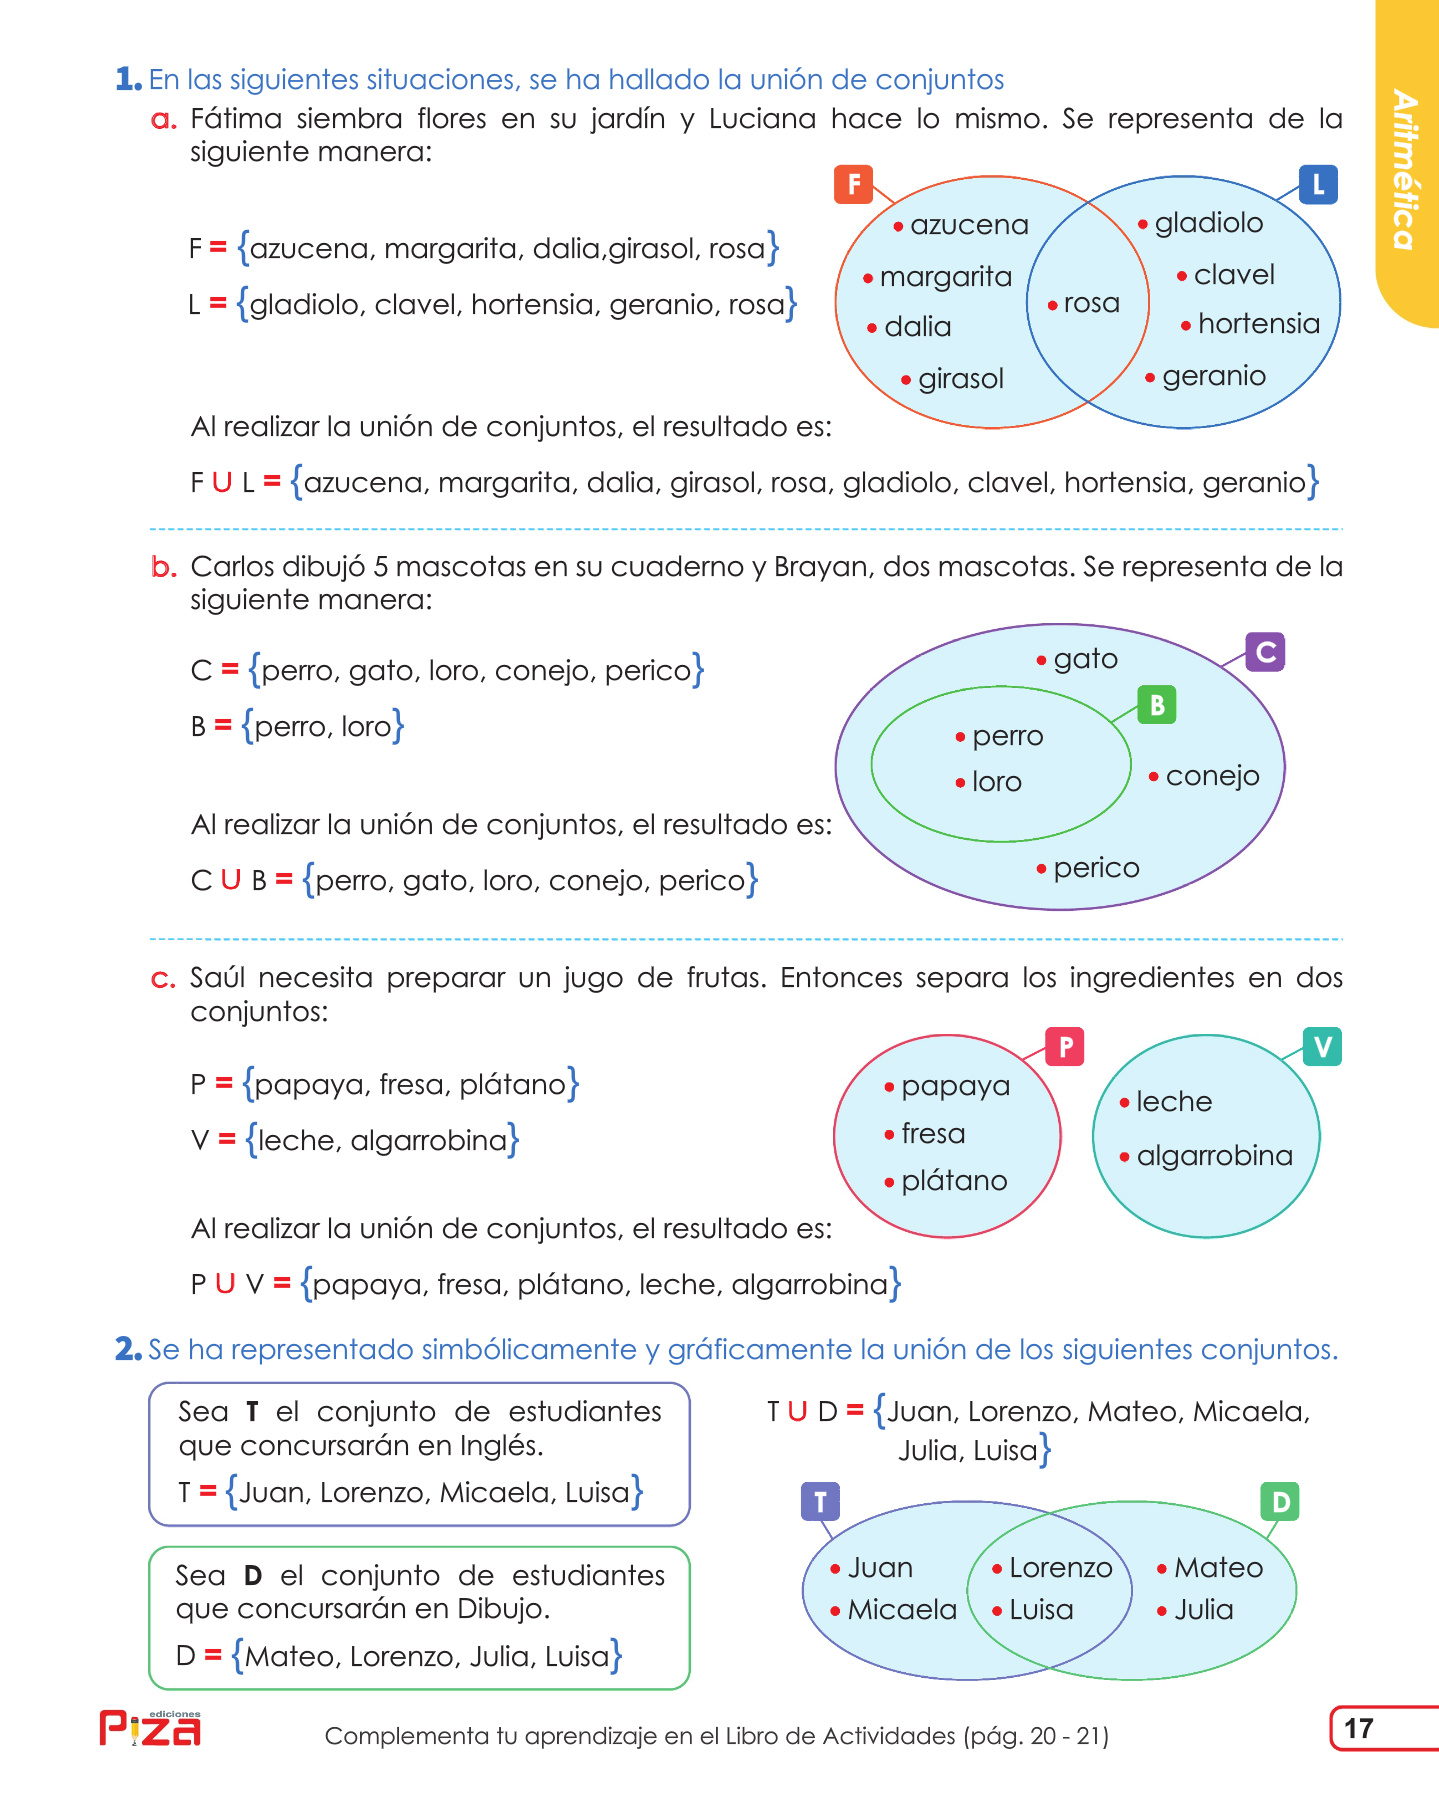 Aritmética
1. En las siguientes situaciones, se ha hallado la unión de conjuntos
a. Fátima siembra flores en su jardín y Luciana hace lo mismo. Se representa de la
siguiente manera:
F = {azucena, margarita, dalia,girasol, rosa}
L = {gladiolo, clavel, hortensia, geranio, rosa}
F
L
• azucena
• margarita
• dalia
• girasol
• rosa
• gladiolo
• clavel
• hortensia
• geranio
Al realizar la unión de conjuntos, el resultado es:
F U L = {azucena, margarita, dalia, girasol, rosa, gladiolo, clavel, hortensia, geranio}
b. Carlos dibujó 5 mascotas en su cuaderno y Brayan, dos mascotas. Se representa de la
siguiente manera:
C = {perro, gato, loro, conejo, perico}
B = {perro, loro}
C
B
• gato
• perro
• loro
• conejo
• perico
Al realizar la unión de conjuntos, el resultado es:
C U B = {perro, gato, loro, conejo, perico}
c. Saúl necesita preparar un jugo de frutas. Entonces separa los ingredientes en dos
conjuntos:
P = {papaya, fresa, plátano}
V = {leche, algarrobina}
P
• papaya
• fresa
• plátano
V
• leche
• algarrobina
Al realizar la unión de conjuntos, el resultado es:
P U V = {papaya, fresa, plátano, leche, algarrobina}
2. Se ha representado simbólicamente y gráficamente la unión de los siguientes conjuntos.
Sea T el conjunto de estudiantes
que concursarán en Inglés.
T = {Juan, Lorenzo, Micaela, Luisa}
Sea D el conjunto de estudiantes
que concursarán en Dibujo.
D = {Mateo, Lorenzo, Julia, Luisa}
T U D = {Juan, Lorenzo, Mateo, Micaela,
Julia, Luisa}
T
D
• Juan
• Micaela
• Lorenzo
• Luisa
• Mateo
• Julia
ediciones
Piza
Complementa tu aprendizaje en el Libro de Actividades (pág. 20 - 21)
17